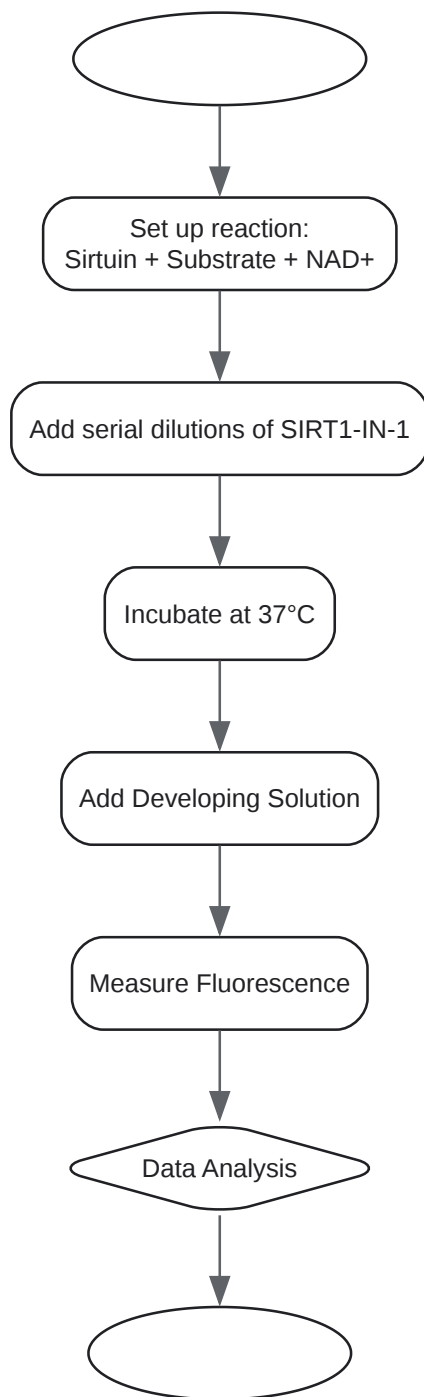 Set up reaction:
Sirtuin + Substrate + NAD+
Add serial dilutions of SIRT1-IN-1
Incubate at 37°C
Add Developing Solution
Measure Fluorescence
Data Analysis